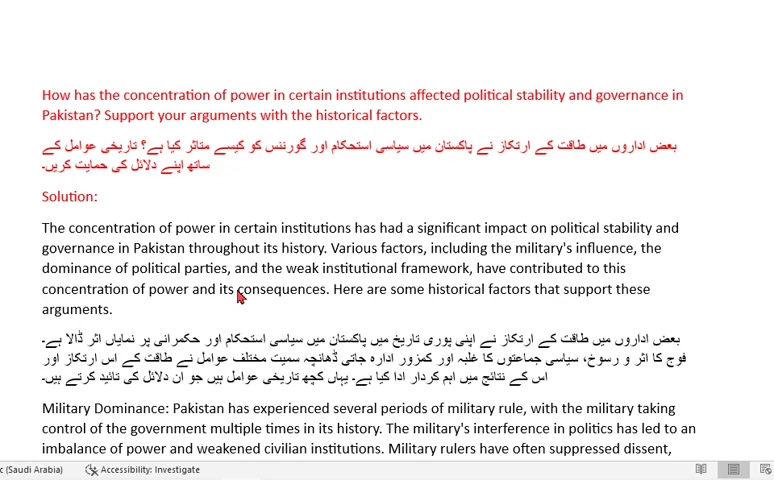 How has the concentration of power in certain institutions affected political stability and governance in
Pakistan? Support your arguments with the historical factors.
بعض اداروں میں طاقت کے ارتکاز نے پاکستان میں سیاسی استحکام اور گورننس کو کیسے متاثر کیا ہے؟ تاریخی عوامل کے
ساتھ اپنے دلائل کی حمایت کریں۔
Solution:
The concentration of power in certain institutions has had a significant impact on political stability and
governance in Pakistan throughout its history. Various factors, including the military's influence, the
dominance of political parties, and the weak institutional framework, have contributed to this
concentration of power and its consequences. Here are some historical factors that support these
arguments.
بعض اداروں میں طاقت کے ارتکاز نے اپنی پوری تاریخ میں پاکستان میں سیاسی استحکام اور حکمرانی پر نمایاں اثر ڈالا ہے۔
فوج کا اثر و رسوخ، سیاسی جماعتوں کا غلبہ اور کمزور ادارہ جاتی ڈھانچہ سمیت مختلف عوامل نے طاقت کے اس ارتکاز اور
اس کے نتائج میں اہم کردار ادا کیا ہے۔ یہاں کچھ تاریخی عوامل ہیں جو ان دلائل کی تائید کرتے ہیں۔
Military Dominance: Pakistan has experienced several periods of military rule, with the military taking
control of the government multiple times in its history. The military's interference in politics has led to an
imbalance of power and weakened civilian institutions. Military rulers have often suppressed dissent,
c (Saudi Arabia) Accessibility: Investigate